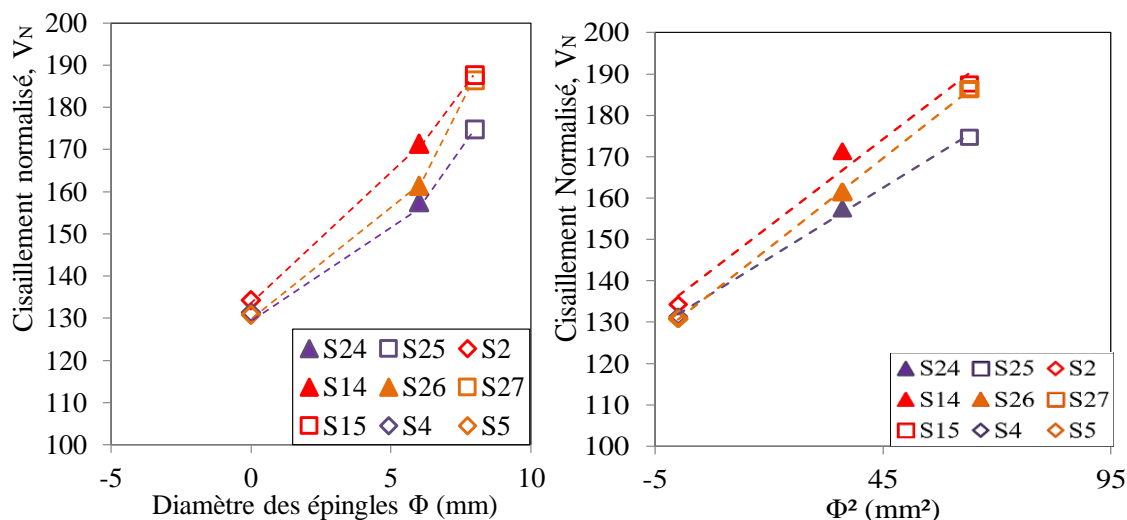 Cisaillement normalisé, VN
200
190
180
170
160
150
140
130
120
110
100
-5
0
5
10
Diamètre des épingles Φ (mm)
S24 S25 S2
S14 S26 S27
S15 S4 S5
Cisaillement Normalisé, VN
200
190
180
170
160
150
140
130
120
110
100
-5
45
95
Φ² (mm²)
S24 S25 S2
S14 S26 S27
S15 S4 S5